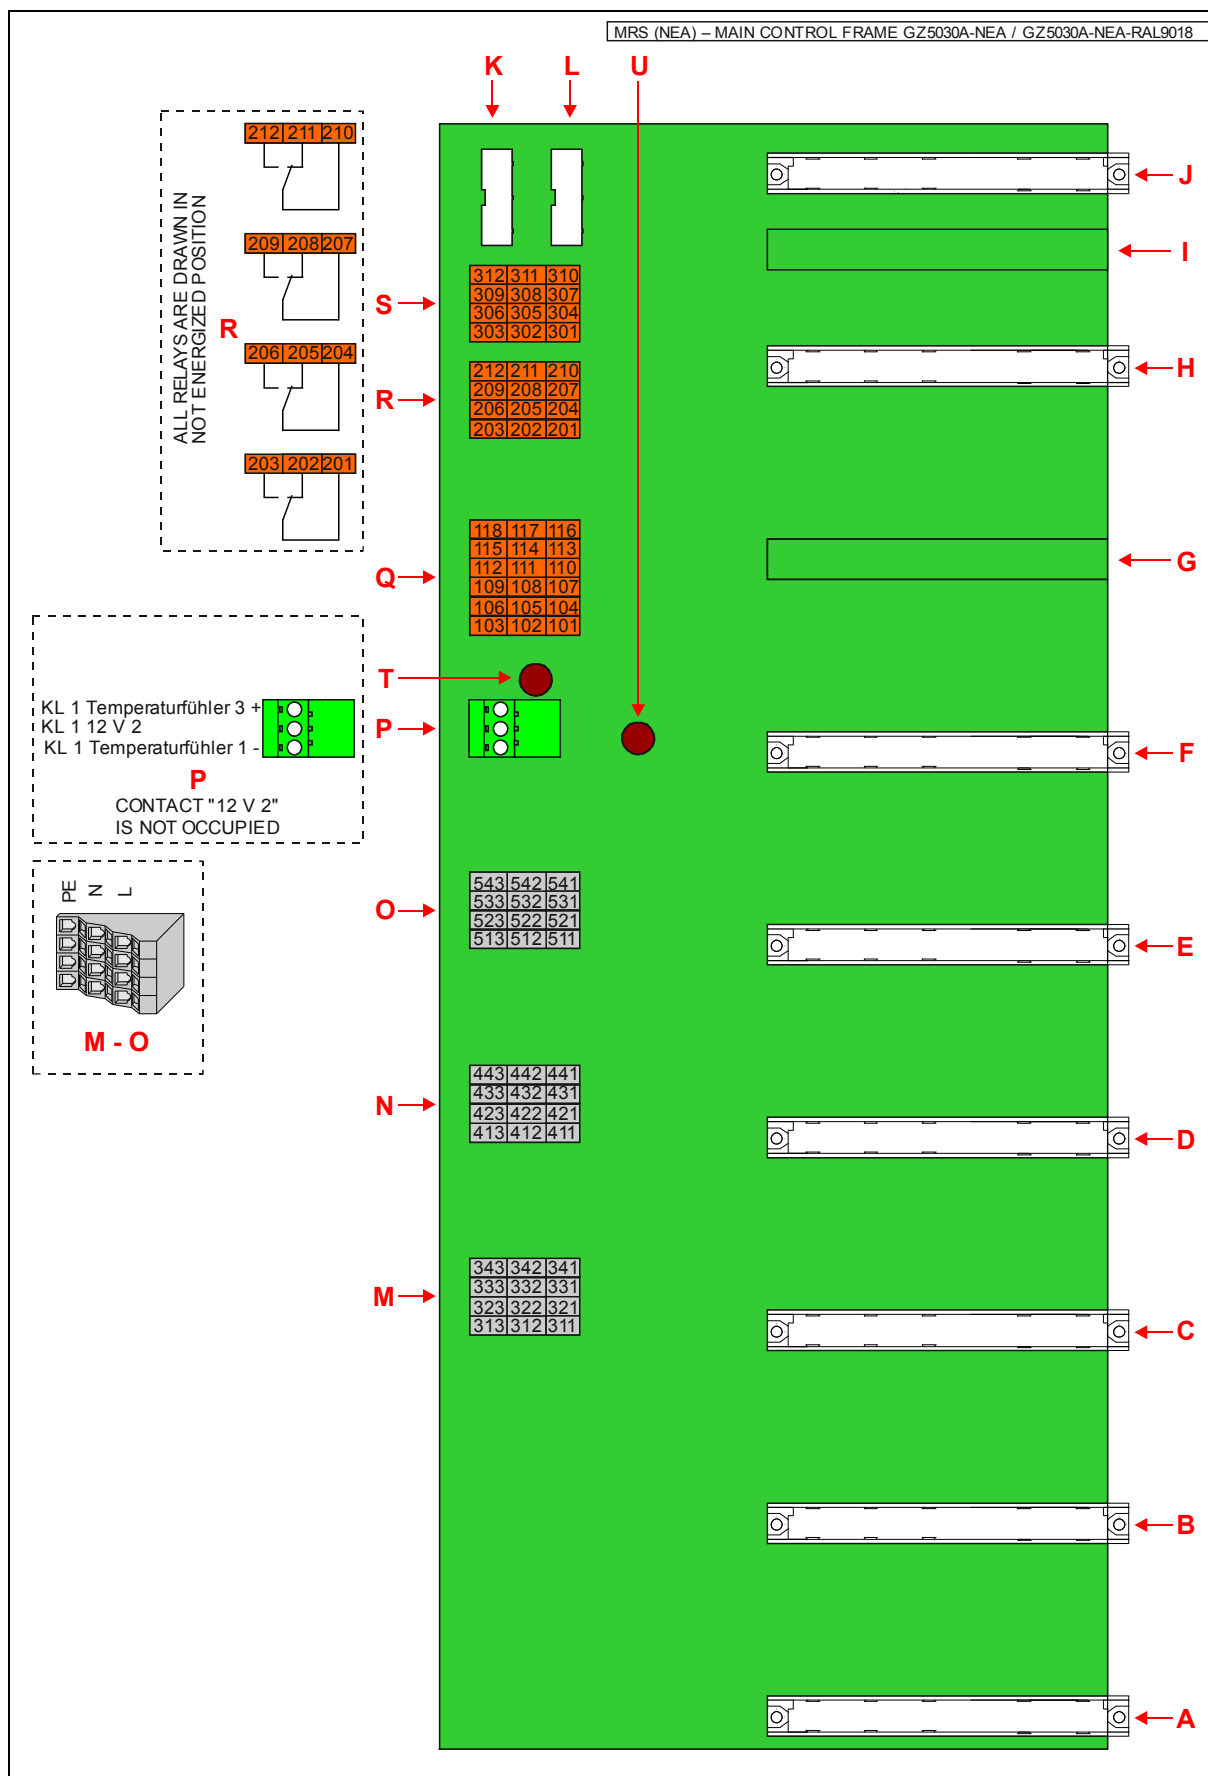 MRS (NEA) – MAIN CONTROL FRAME GZ5030A-NEA / GZ5030A-NEA-RAL9018
K L U
212 211 210
209 208 207
206 205 204
203 202 201
ALL RELAYS ARE DRAWN IN
NOT ENERGIZED POSITION
R
J
I
S
312 311 310
309 308 307
306 305 304
303 302 301
H
R
212 211 210
209 208 207
206 205 204
203 202 201
G
Q
118 117 116
115 114 113
112 111 110
109 108 107
106 105 104
103 102 101
T
P
KL 1 Temperaturfühler 3 +
KL 1 12 V 2
KL 1 Temperaturfühler 1 -
P
CONTACT "12 V 2"
IS NOT OCCUPIED
F
PE N L
M - O
O
543 542 541
533 532 531
523 522 521
513 512 511
E
N
443 442 441
433 432 431
423 422 421
413 412 411
D
M
343 342 341
333 332 331
323 322 321
313 312 311
C
B
A